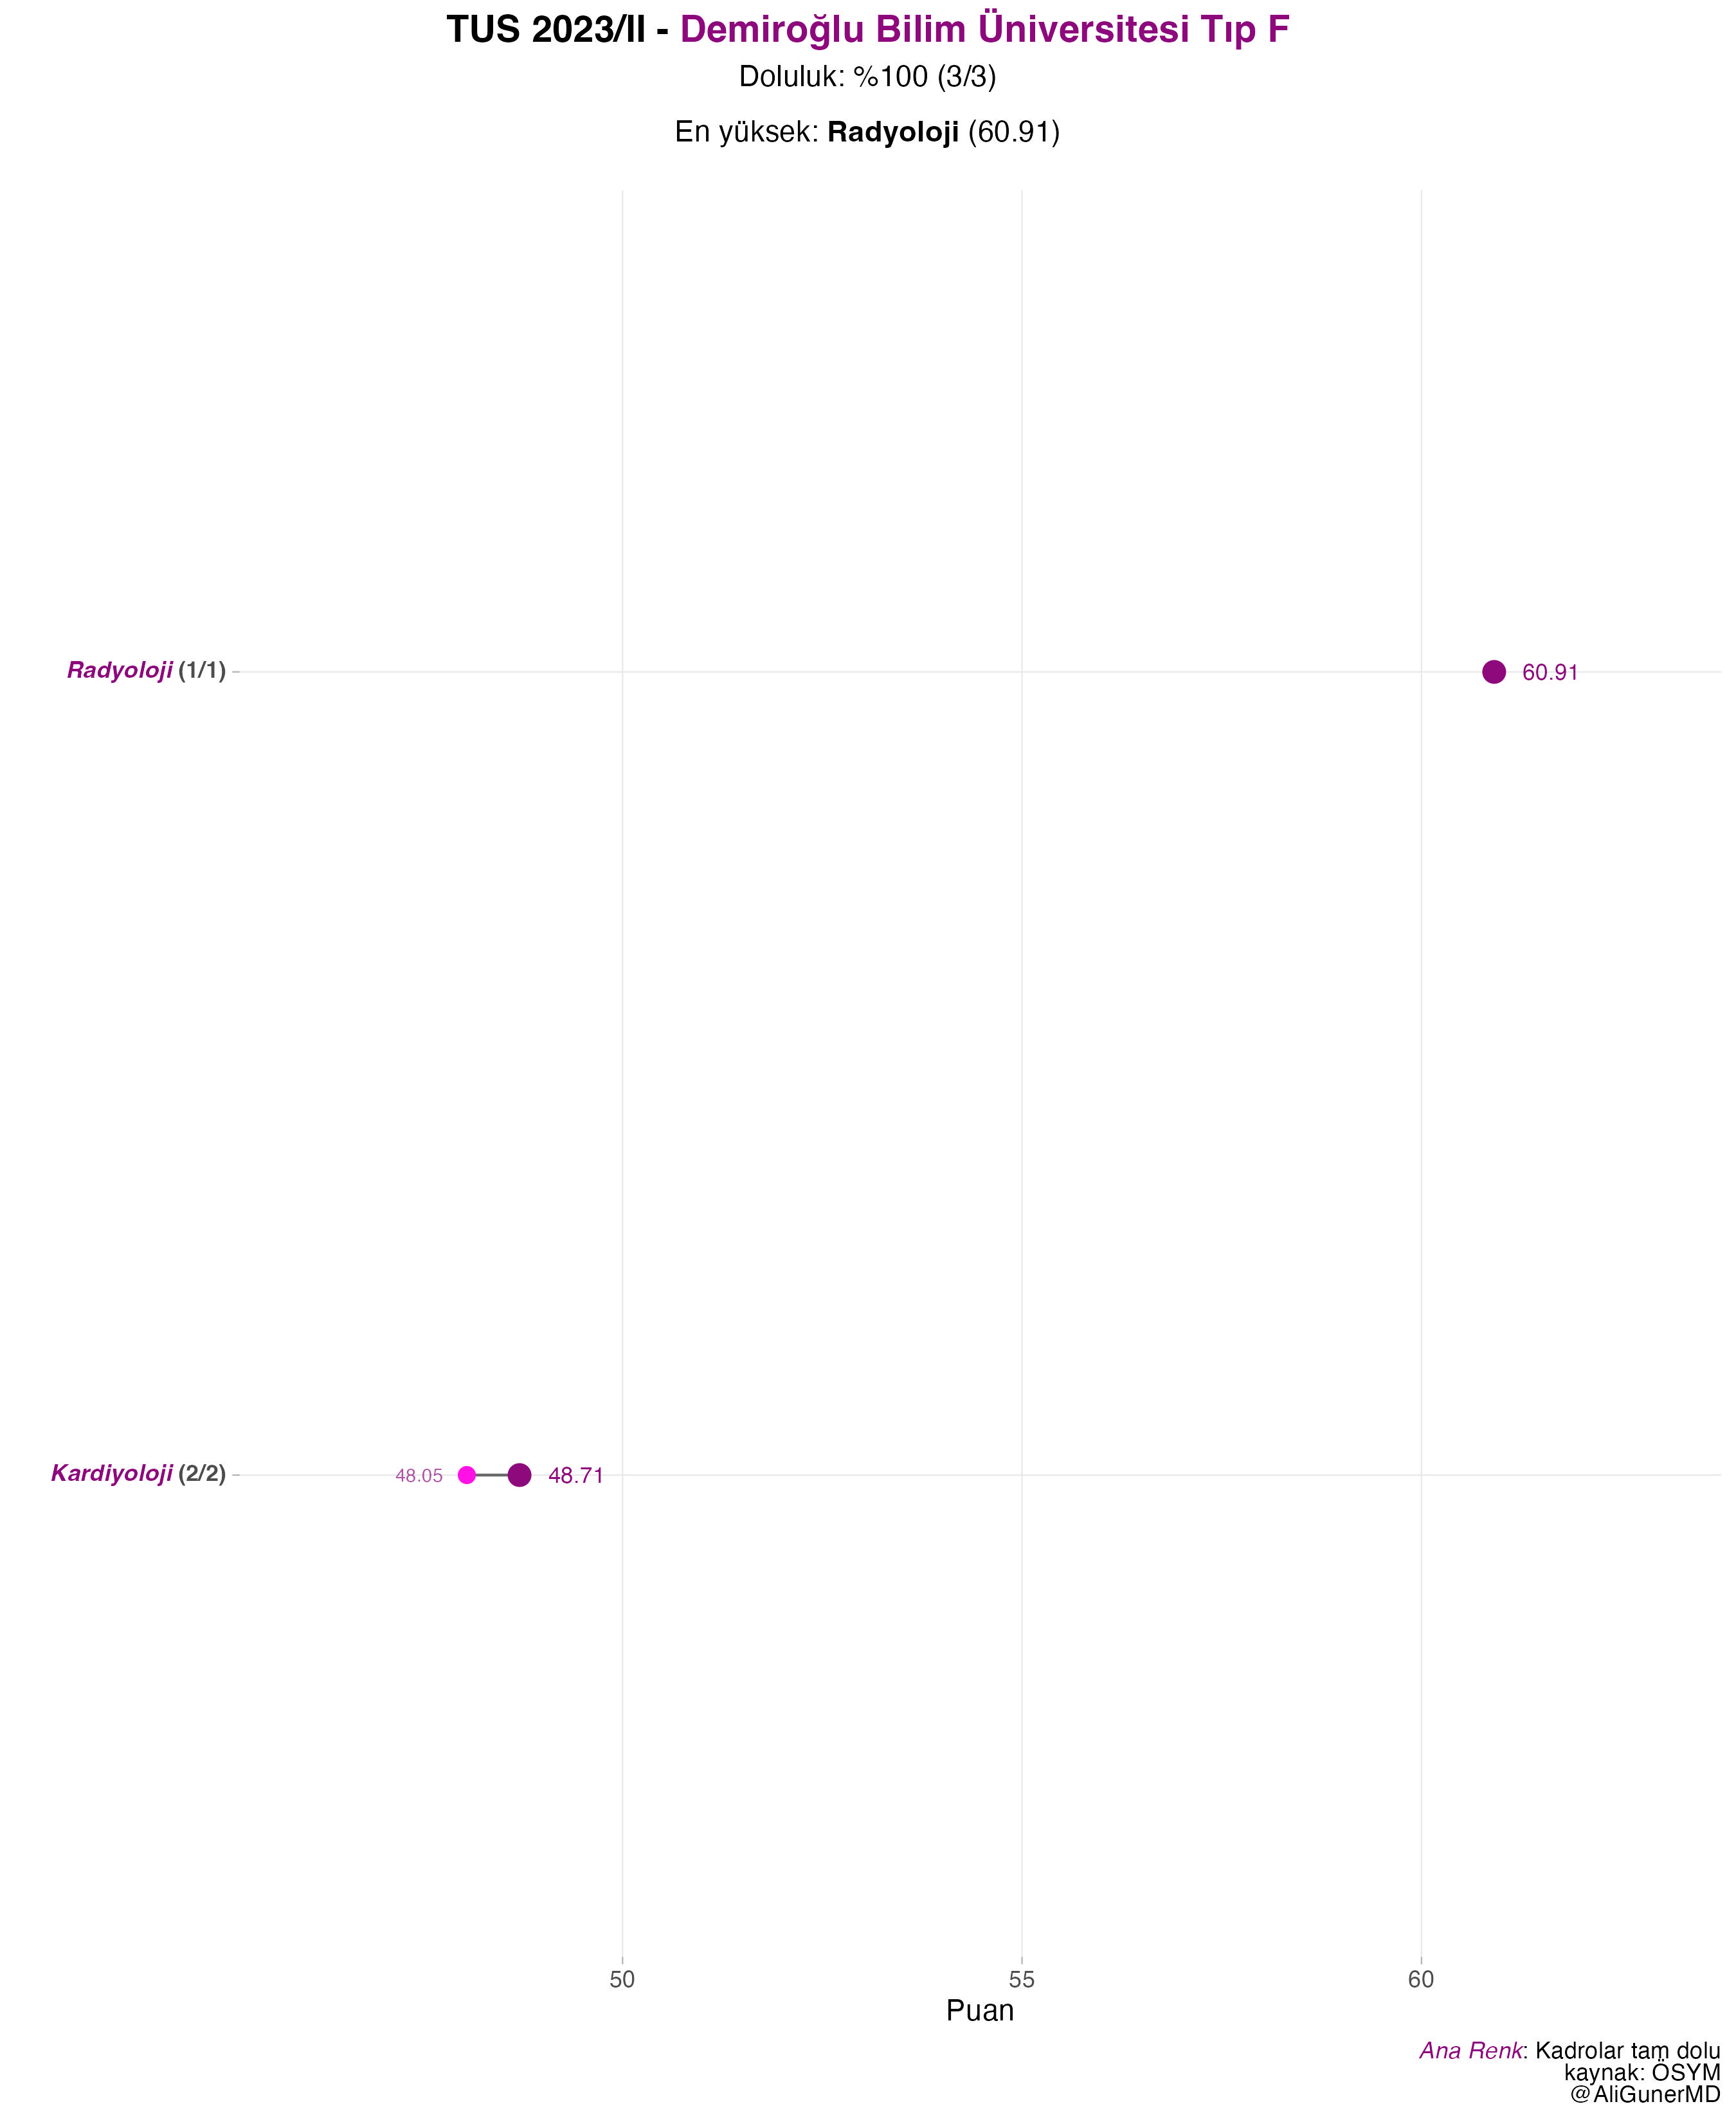 TUS 2023/II - Demiroğlu Bilim Üniversitesi Tıp F
Doluluk: %100 (3/3)
En yüksek: Radyoloji (60.91)
Radyoloji (1/1)
60.91
Kardiyoloji (2/2)
48.05
48.71
50
55
60
Puan
Ana Renk: Kadrolar tam dolu
kaynak: ÖSYM
@AliGunerMD